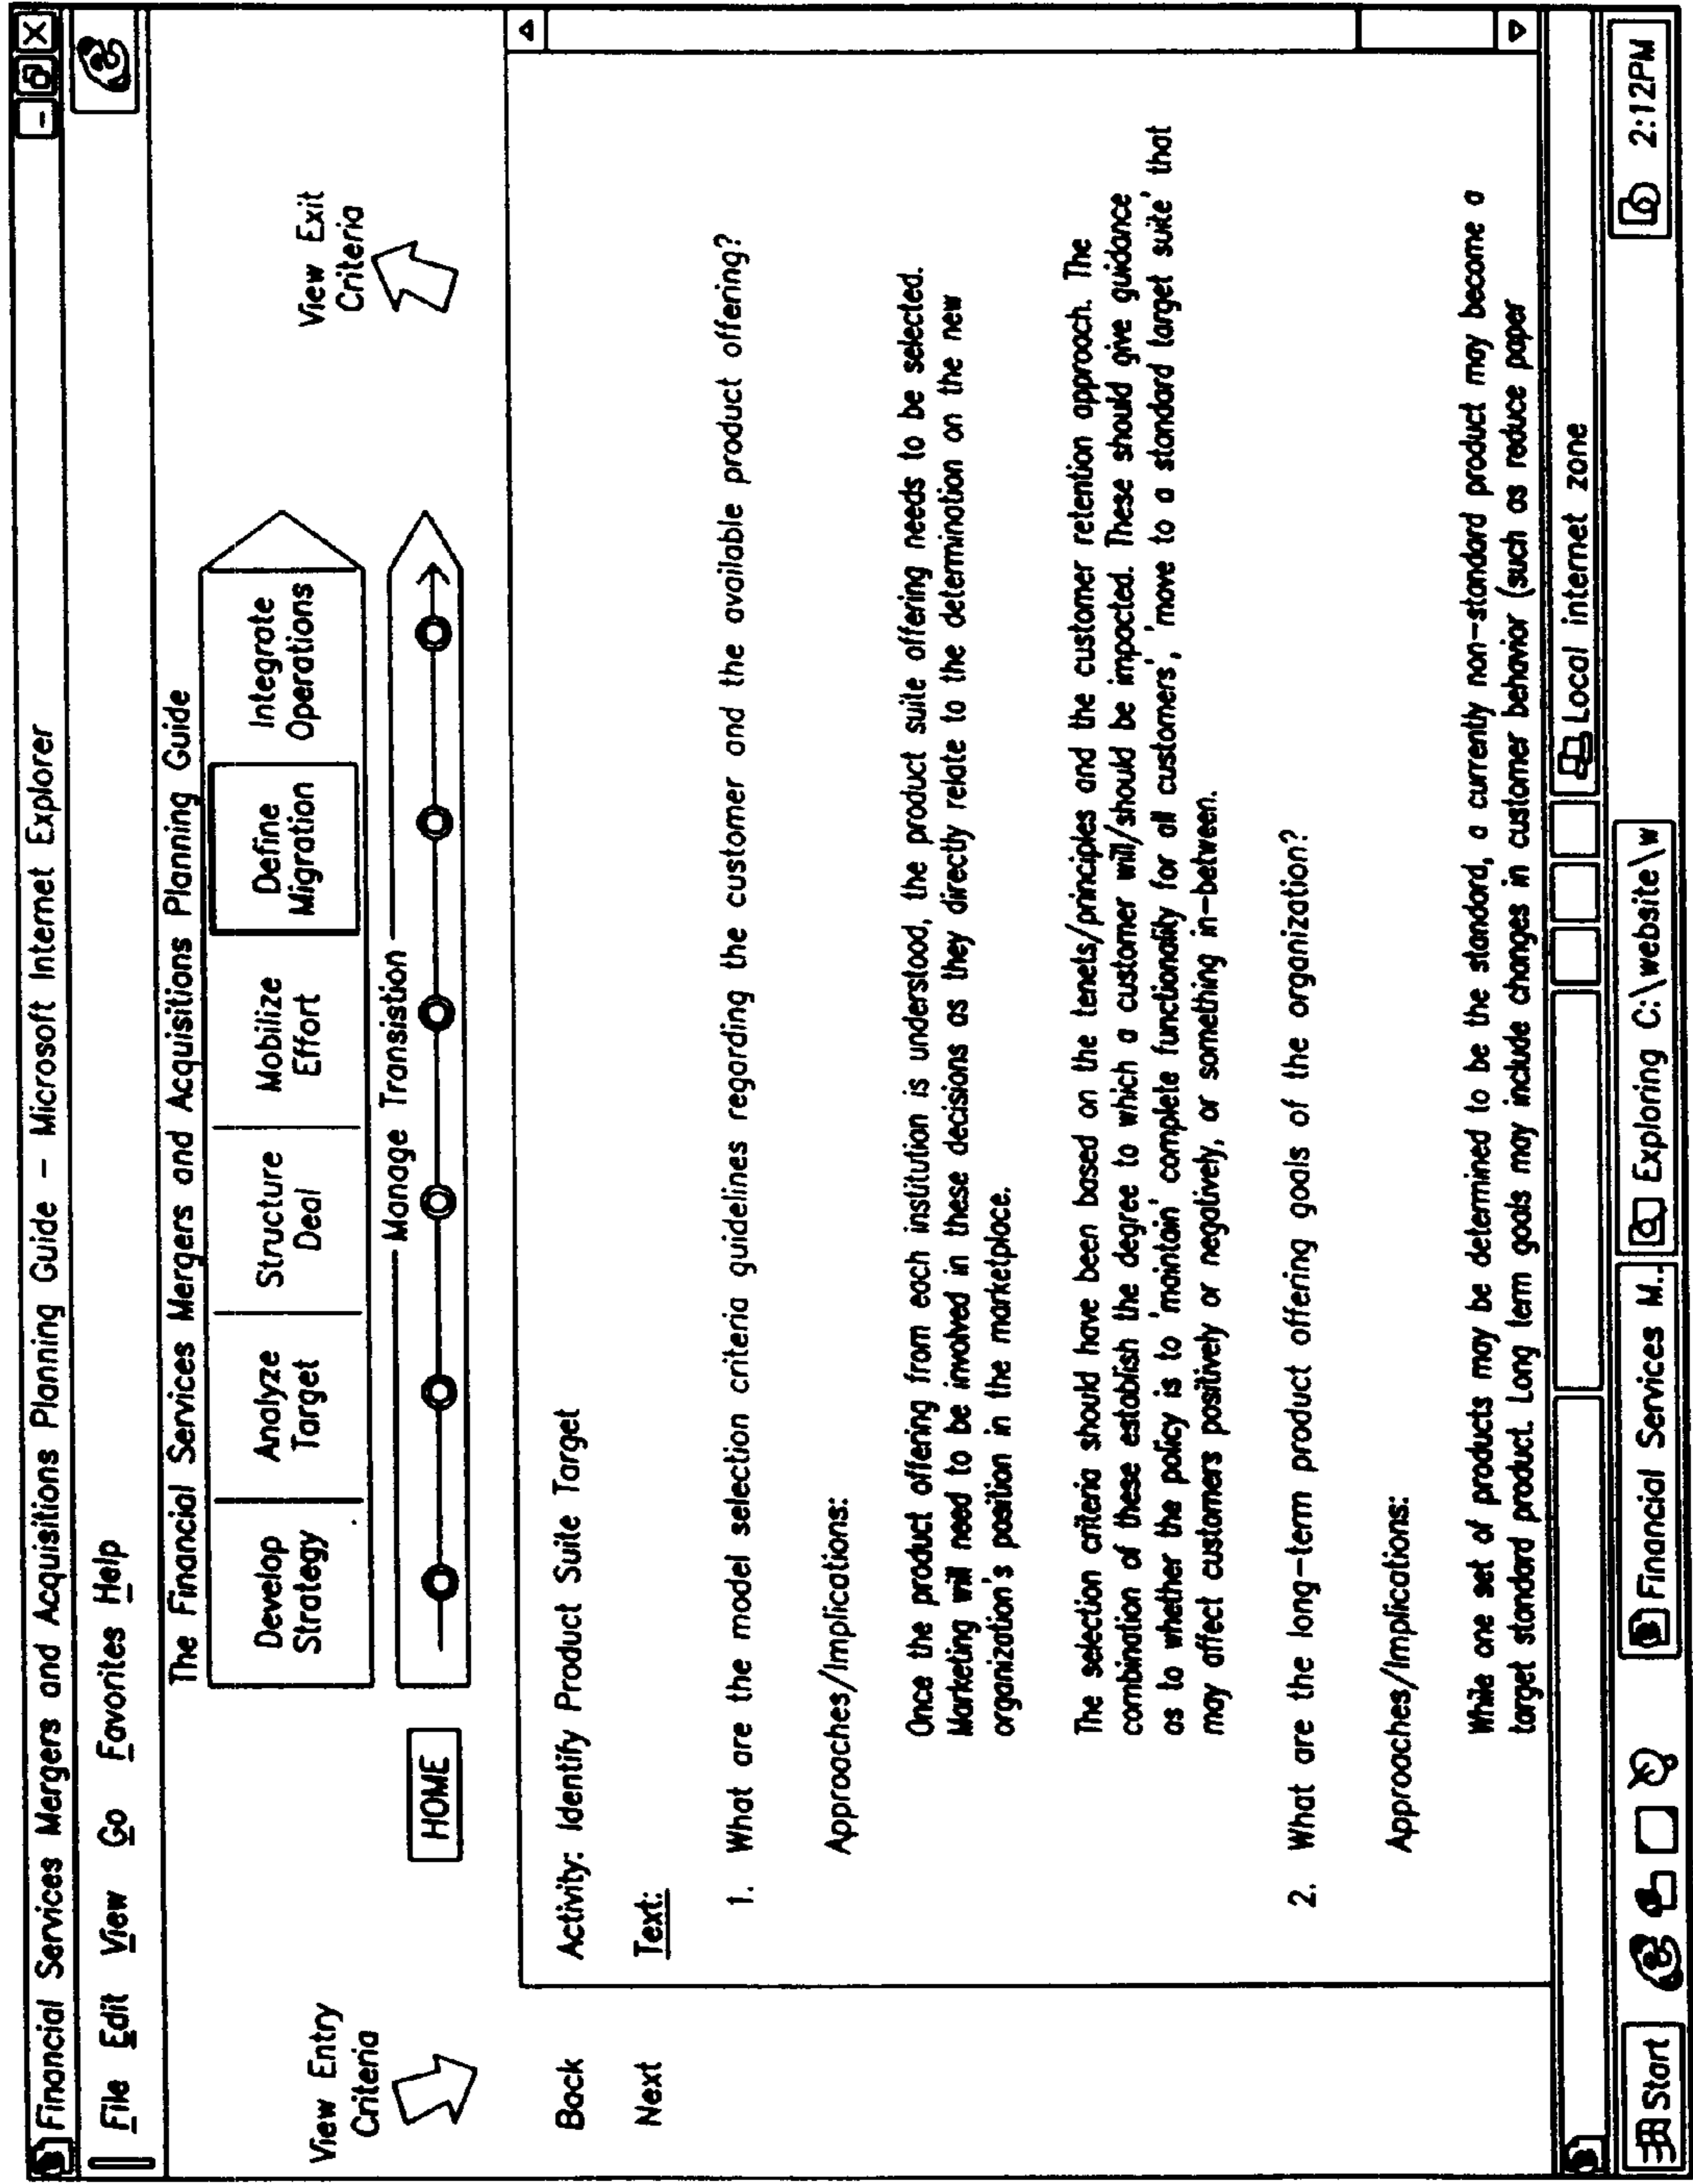 Financial Services Mergers and Acquisitions Planning Guide – Microsoft Internet Explorer
File Edit View Go Favorites Help
The Financial Services Mergers and Acquisitions Planning Guide
View Entry
Criteria
Develop
Strategy
Analyze
Target
Structure
Deal
Mobilize
Effort
Define
Migration
Integrate
Operations
View Exit
Criteria
HOME
Manage Transistion
Back
Next
Activity: Identify Product Suite Target
Text:
1. What are the model selection criteria guidelines regarding the customer and the available product offering?
Approaches/Implications:
Once the product offering from each institution is understood, the product suite offering needs to be selected.
Marketing will need to be involved in these decisions as they directly relate to the determination on the new
organization's position in the marketplace.
The selection criteria should have been based on the tenets/principles and the customer retention approach. The
combination of these establish the degree to which a customer will/should be impacted. These should give guidance
as to whether the policy is to 'maintain' complete functionality for all customers', 'move to a standard target suite' that
may affect customers positively or negatively, or something in-between.
2. What are the long-term product offering goals of the organization?
Approaches/Implications:
While one set of products may be determined to be the standard, a currently non-standard product may become a
target standard product. Long term goals may include changes in customer behavior (such as reduce paper
Local internet zone
Start
Financial Services M..
Exploring C:\website\w
2:12PM